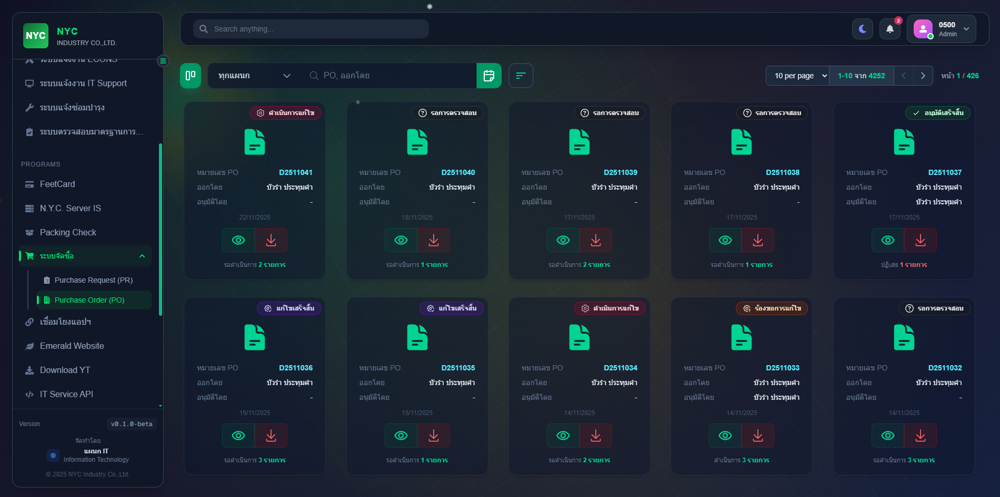 NYC
NYC
INDUSTRY CO.,LTD.
ระบบแจ้งงาน ECONS
ระบบแจ้งงาน IT Support
ระบบแจ้งซ่อมบำรุง
ระบบตรวจสอบมาตรฐานการ...
PROGRAMS
FeetCard
N.Y.C. Server IS
Packing Check
ระบบจัดซื้อ
Purchase Request (PR)
Purchase Order (PO)
เชื่อมโยงแอปฯ
Emerald Website
Download YT
IT Service API
Version v0.1.0-beta
จัดทำโดย
แผนก IT
Information Technology
© 2025 NYC Industry Co.,Ltd.
Search anything...
2
0500
Admin
ทุกแผนก
PO, ออกโดย
10 per page
1-10 จาก 4252
หน้า 1 / 426
ดำเนินการแก้ไข
หมายเลข PO D2511041
ออกโดย บัวรำ ประทุมคำ
อนุมัติโดย -
22/11/2025
รอดำเนินการ 2 รายการ
รอการตรวจสอบ
หมายเลข PO D2511040
ออกโดย บัวรำ ประทุมคำ
อนุมัติโดย -
18/11/2025
รอดำเนินการ 1 รายการ
รอการตรวจสอบ
หมายเลข PO D2511039
ออกโดย บัวรำ ประทุมคำ
อนุมัติโดย -
17/11/2025
รอดำเนินการ 2 รายการ
รอการตรวจสอบ
หมายเลข PO D2511038
ออกโดย บัวรำ ประทุมคำ
อนุมัติโดย -
17/11/2025
รอดำเนินการ 1 รายการ
อนุมัติเสร็จสิ้น
หมายเลข PO D2511037
ออกโดย บัวรำ ประทุมคำ
อนุมัติโดย บัวรำ ประทุมคำ
17/11/2025
ปฏิเสธ 1 รายการ
แก้ไขเสร็จสิ้น
หมายเลข PO D2511036
ออกโดย บัวรำ ประทุมคำ
อนุมัติโดย -
15/11/2025
รอดำเนินการ 3 รายการ
แก้ไขเสร็จสิ้น
หมายเลข PO D2511035
ออกโดย บัวรำ ประทุมคำ
อนุมัติโดย -
15/11/2025
รอดำเนินการ 1 รายการ
ดำเนินการแก้ไข
หมายเลข PO D2511034
ออกโดย บัวรำ ประทุมคำ
อนุมัติโดย -
14/11/2025
รอดำเนินการ 2 รายการ
ร้องขอการแก้ไข
หมายเลข PO D2511033
ออกโดย บัวรำ ประทุมคำ
อนุมัติโดย บัวรำ ประทุมคำ
14/11/2025
ดำเนินการ 3 รายการ
รอการตรวจสอบ
หมายเลข PO D2511032
ออกโดย บัวรำ ประทุมคำ
อนุมัติโดย -
14/11/2025
รอดำเนินการ 3 รายการ